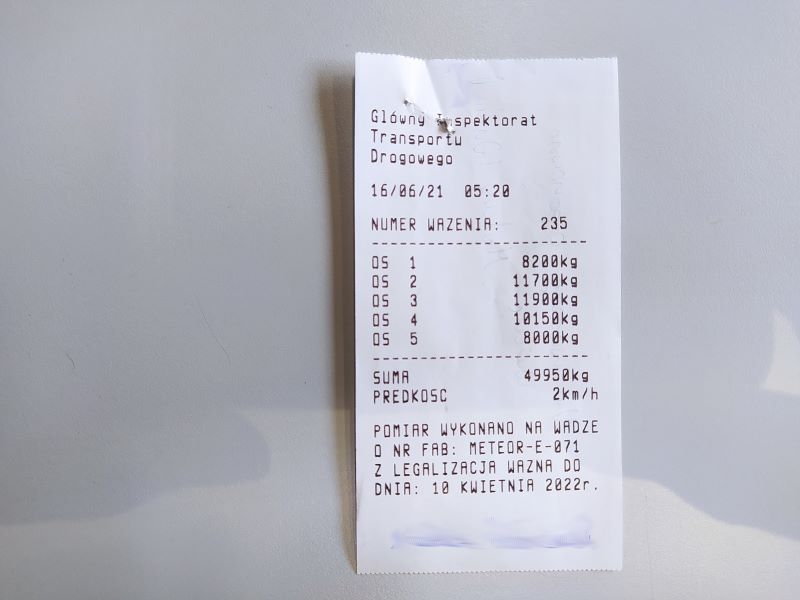 Główny Inspektorat
Transportu
Drogowego
16/06/21 05:20
NUMER WAZENIA: 235
OS 1 8200kg
OS 2 11700kg
OS 3 11900kg
OS 4 10150kg
OS 5 8000kg
SUMA 49950kg
PREDKOSC 2km/h
POMIAR WYKONANO NA WADZE
O NR FAB: METEOR-E-071
Z LEGALIZACJA WAZNA DO
DNIA: 10 KWIETNIA 2022r.